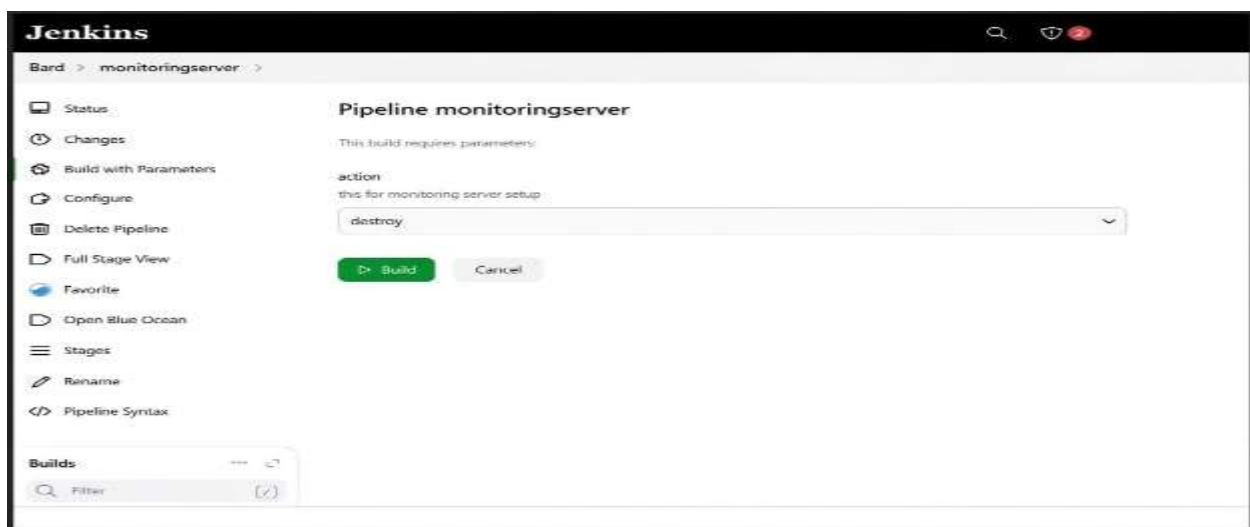 Jenkins
2
Bard > monitoringserver >
Status
Changes
Build with Parameters
Configure
Delete Pipeline
Full Stage View
Favorite
Open Blue Ocean
Stages
Rename
Pipeline Syntax
Builds
Filter
Pipeline monitoringserver
This build requires parameters:
action
this for monitoring server setup
destroy
Build Cancel